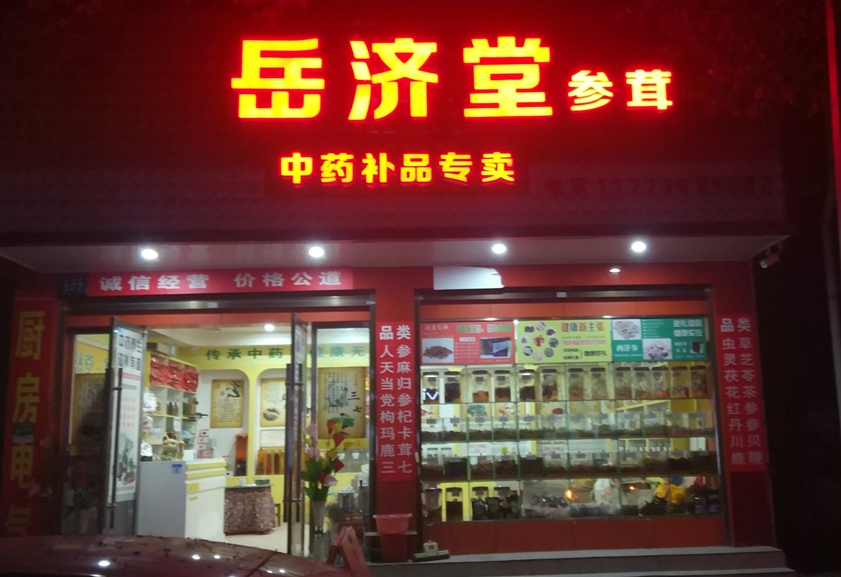 岳济堂参茸
中药补品专卖
377
诚信经营 价格公道
厨房电
传承中药
三七
品类
人参
天麻
当归
党参
枸杞
玛卡
鹿茸
三七
健康新主张
西洋参
品类
虫草
灵芝
茯苓
花茶
红参
丹参
川贝
鹿鞭